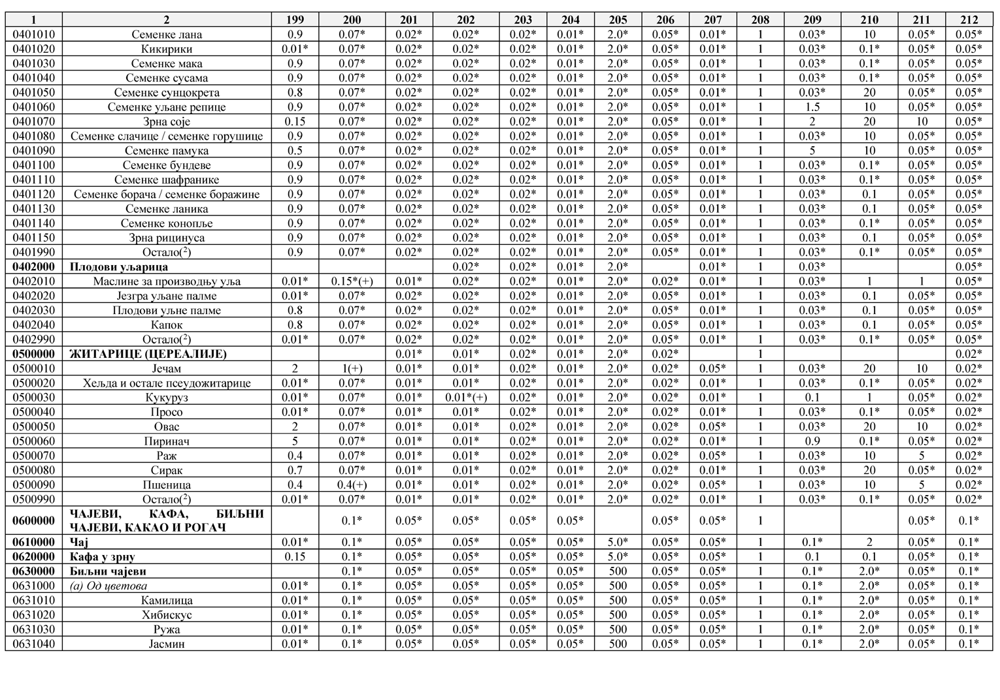 1 2 199 200 201 202 203 204 205 206 207 208 209 210 211 212
0401010 Семенке лана 0.9 0.07* 0.02* 0.02* 0.02* 0.01* 2.0* 0.05* 0.01* 1 0.03* 10 0.05* 0.05*
0401020 Кикирики 0.01* 0.07* 0.02* 0.02* 0.02* 0.01* 2.0* 0.05* 0.01* 1 0.03* 0.1* 0.05* 0.05*
0401030 Семенке мака 0.9 0.07* 0.02* 0.02* 0.02* 0.01* 2.0* 0.05* 0.01* 1 0.03* 0.1* 0.05* 0.05*
0401040 Семенке сусама 0.9 0.07* 0.02* 0.02* 0.02* 0.01* 2.0* 0.05* 0.01* 1 0.03* 0.1* 0.05* 0.05*
0401050 Семенке сунцокрета 0.8 0.07* 0.02* 0.02* 0.02* 0.01* 2.0* 0.05* 0.01* 1 0.03* 20 0.05* 0.05*
0401060 Семенке уљане репице 0.9 0.07* 0.02* 0.02* 0.02* 0.01* 2.0* 0.05* 0.01* 1 1.5 10 0.05* 0.05*
0401070 Зрна соје 0.15 0.07* 0.02* 0.02* 0.02* 0.01* 2.0* 0.05* 0.01* 1 2 20 10 0.05*
0401080 Семенке слачице / семенке горушице 0.9 0.07* 0.02* 0.02* 0.02* 0.01* 2.0* 0.05* 0.01* 1 0.03* 10 0.05* 0.05*
0401090 Семенке памука 0.5 0.07* 0.02* 0.02* 0.02* 0.01* 2.0* 0.05* 0.01* 1 5 10 0.05* 0.05*
0401100 Семенке бундеве 0.9 0.07* 0.02* 0.02* 0.02* 0.01* 2.0* 0.05* 0.01* 1 0.03* 0.1* 0.05* 0.05*
0401110 Семенке шафранике 0.9 0.07* 0.02* 0.02* 0.02* 0.01* 2.0* 0.05* 0.01* 1 0.03* 0.1* 0.05* 0.05*
0401120 Семенке борача / семенке боражине 0.9 0.07* 0.02* 0.02* 0.02* 0.01* 2.0* 0.05* 0.01* 1 0.03* 0.1 0.05* 0.05*
0401130 Семенке ланика 0.9 0.07* 0.02* 0.02* 0.02* 0.01* 2.0* 0.05* 0.01* 1 0.03* 0.1 0.05* 0.05*
0401140 Семенке конопље 0.9 0.07* 0.02* 0.02* 0.02* 0.01* 2.0* 0.05* 0.01* 1 0.03* 0.1* 0.05* 0.05*
0401150 Зрна рицинуса 0.9 0.07* 0.02* 0.02* 0.02* 0.01* 2.0* 0.05* 0.01* 1 0.03* 0.1 0.05* 0.05*
0401990 Остало(²) 0.9 0.07* 0.02* 0.02* 0.02* 0.01* 2.0* 0.05* 0.01* 1 0.03* 0.1* 0.05* 0.05*
0402000 Плодови уљарица 0.02* 0.02* 0.01* 2.0* 0.01* 1 0.03* 0.05*
0402010 Маслине за производњу уља 0.01* 0.15*(+) 0.01* 0.02* 0.02* 0.01* 2.0* 0.02* 0.01* 1 0.03* 1 1 0.05*
0402020 Језгра уљане палме 0.01* 0.07* 0.02* 0.02* 0.02* 0.01* 2.0* 0.05* 0.01* 1 0.03* 0.1 0.05* 0.05*
0402030 Плодови уљне палме 0.8 0.07* 0.02* 0.02* 0.02* 0.01* 2.0* 0.05* 0.01* 1 0.03* 0.1 0.05* 0.05*
0402040 Капок 0.8 0.07* 0.02* 0.02* 0.02* 0.01* 2.0* 0.05* 0.01* 1 0.03* 0.1 0.05* 0.05*
0402990 Остало(²) 0.01* 0.07* 0.02* 0.02* 0.02* 0.01* 2.0* 0.05* 0.01* 1 0.03* 0.1* 0.05* 0.05*
0500000 ЖИТАРИЦЕ (ЦЕРЕАЛИЈЕ) 0.01* 0.01* 0.02* 0.01* 2.0* 0.02* 1 0.02*
0500010 Јечам 2 1(+) 0.01* 0.01* 0.02* 0.01* 2.0* 0.02* 0.05* 1 0.03* 20 10 0.02*
0500020 Хељда и остале псеудожитарице 0.01* 0.07* 0.01* 0.01* 0.02* 0.01* 2.0* 0.02* 0.01* 1 0.03* 0.1* 0.05* 0.02*
0500030 Кукуруз 0.01* 0.07* 0.01* 0.01*(+) 0.02* 0.01* 2.0* 0.02* 0.01* 1 0.1 1 0.05* 0.02*
0500040 Просо 0.01* 0.07* 0.01* 0.01* 0.02* 0.01* 2.0* 0.02* 0.01* 1 0.03* 0.1* 0.05* 0.02*
0500050 Овас 2 0.07* 0.01* 0.01* 0.02* 0.01* 2.0* 0.02* 0.05* 1 0.03* 20 10 0.02*
0500060 Пиринач 5 0.07* 0.01* 0.01* 0.02* 0.01* 2.0* 0.02* 0.01* 1 0.9 0.1* 0.05* 0.02*
0500070 Раж 0.4 0.07* 0.01* 0.01* 0.02* 0.01* 2.0* 0.02* 0.05* 1 0.03* 10 5 0.02*
0500080 Сирак 0.7 0.07* 0.01* 0.01* 0.02* 0.01* 2.0* 0.02* 0.01* 1 0.03* 20 0.05* 0.02*
0500090 Пшеница 0.4 0.4(+) 0.01* 0.01* 0.02* 0.01* 2.0* 0.02* 0.05* 1 0.03* 10 5 0.02*
0500990 Остало(²) 0.01* 0.07* 0.01* 0.01* 0.02* 0.01* 2.0* 0.02* 0.01* 1 0.03* 0.1* 0.05* 0.02*
ЧАЈЕВИ, КАФА, БИЉНИ
0600000 ЧАЈЕВИ, КАКАО И РОГАЧ 0.1* 0.05* 0.05* 0.05* 0.05* 0.05* 0.05* 1 0.05* 0.1*
0610000 Чај 0.01* 0.1* 0.05* 0.05* 0.05* 0.05* 5.0* 0.05* 0.05* 1 0.1* 2 0.05* 0.1*
0620000 Кафа у зрну 0.15 0.1* 0.05* 0.05* 0.05* 0.05* 5.0* 0.05* 0.05* 1 0.1 0.1 0.05* 0.1*
0630000 Биљни чајеви 0.1* 0.05* 0.05* 0.05* 0.05* 500 0.05* 0.05* 1 0.1* 2.0* 0.05* 0.1*
0631000 (а) Од цветова 0.01* 0.1* 0.05* 0.05* 0.05* 0.05* 500 0.05* 0.05* 1 0.1* 2.0* 0.05* 0.1*
0631010 Камилица 0.01* 0.1* 0.05* 0.05* 0.05* 0.05* 500 0.05* 0.05* 1 0.1* 2.0* 0.05* 0.1*
0631020 Хибискус 0.01* 0.1* 0.05* 0.05* 0.05* 0.05* 500 0.05* 0.05* 1 0.1* 2.0* 0.05* 0.1*
0631030 Ружа 0.01* 0.1* 0.05* 0.05* 0.05* 0.05* 500 0.05* 0.05* 1 0.1* 2.0* 0.05* 0.1*
0631040 Јасмин 0.01* 0.1* 0.05* 0.05* 0.05* 0.05* 500 0.05* 0.05* 1 0.1* 2.0* 0.05* 0.1*